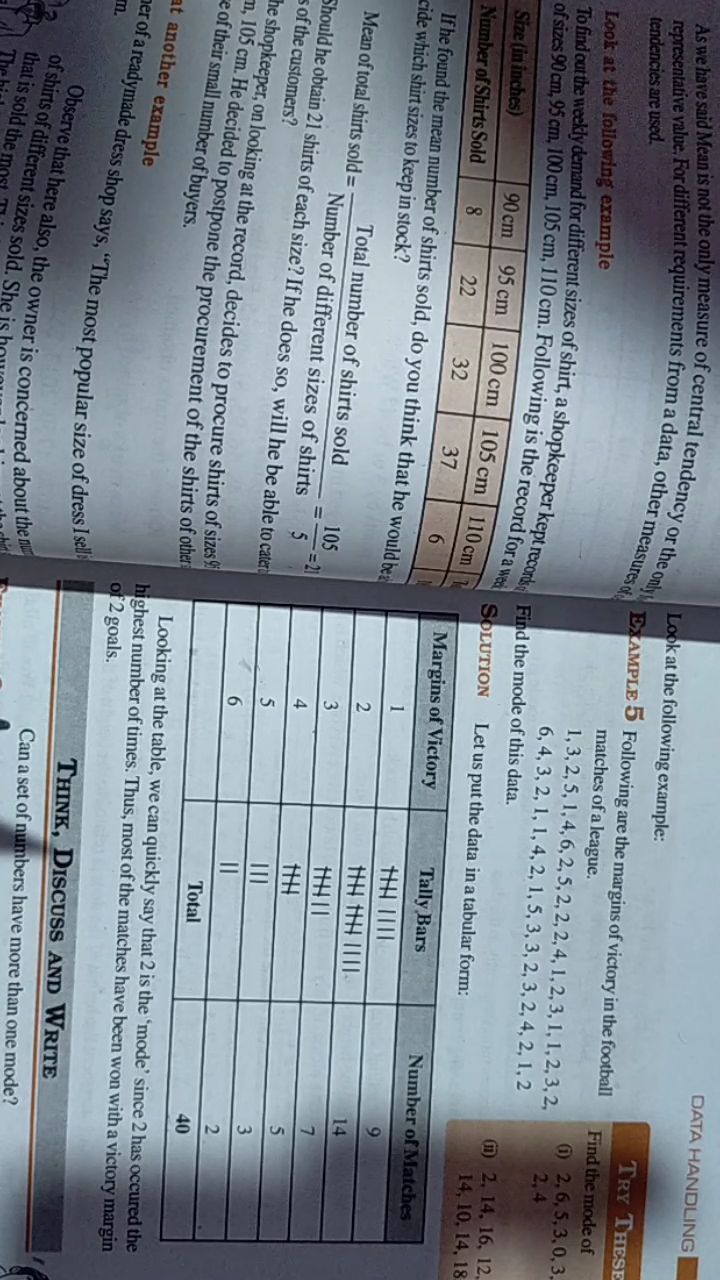 As we have said Mean is not the only measure of central tendency or the only
representative value. For different requirements from a data, other measures of
tendencies are used.
Look at the following example
To find out the weekly demand for different sizes of shirt, a shopkeeper kept records
of sizes 90 cm, 95 cm, 100 cm, 105 cm, 110 cm. Following is the record for a
Size (in inches) 90 cm 95 cm 100 cm 105 cm 110 cm
Number of Shirts Sold 8 22 32 37 6
If he found the mean number of shirts sold, do you think that he would be
which shirt sizes to keep in stock?
Mean of total shirts sold = Total number of shirts sold / Number of different sizes of shirts = 105 / 5 = 21
Should he obtain 21 shirts of each size? If he does so, will he be able to cater
of the customers?
shopkeeper, on looking at the record, decides to procure shirts of sizes
105 cm. He decided to postpone the procurement of the shirts of other
of their small number of buyers.
at another example
of a readymade dress shop says, “The most popular size of dress I sell
Observe that here also, the owner is concerned about the
of shirts of different sizes sold. She is
that is sold the most.
DATA HANDLING
Look at the following example:
EXAMPLE 5 Following are the margins of victory in the football
matches of a league.
1, 3, 2, 5, 1, 4, 6, 2, 5, 2, 2, 2, 4, 1, 2, 3, 1, 1, 2, 3, 2,
6, 4, 3, 2, 1, 1, 4, 2, 1, 5, 3, 3, 2, 3, 2, 4, 2, 1, 2
Find the mode of this data.
SOLUTION Let us put the data in a tabular form:
Margins of Victory Tally Bars Number of Matches
1 9
2 14
3 7
4 5
5 3
6 2
Total 40
Looking at the table, we can quickly say that 2 is the ‘mode’ since 2 has occured the
highest number of times. Thus, most of the matches have been won with a victory margin
of 2 goals.
THINK, DISCUSS AND WRITE
Can a set of numbers have more than one mode?
TRY THESE
Find the mode of
(i) 2, 6, 5, 3, 0, 3,
2, 4
(ii) 2, 14, 16, 12,
14, 10, 14, 18